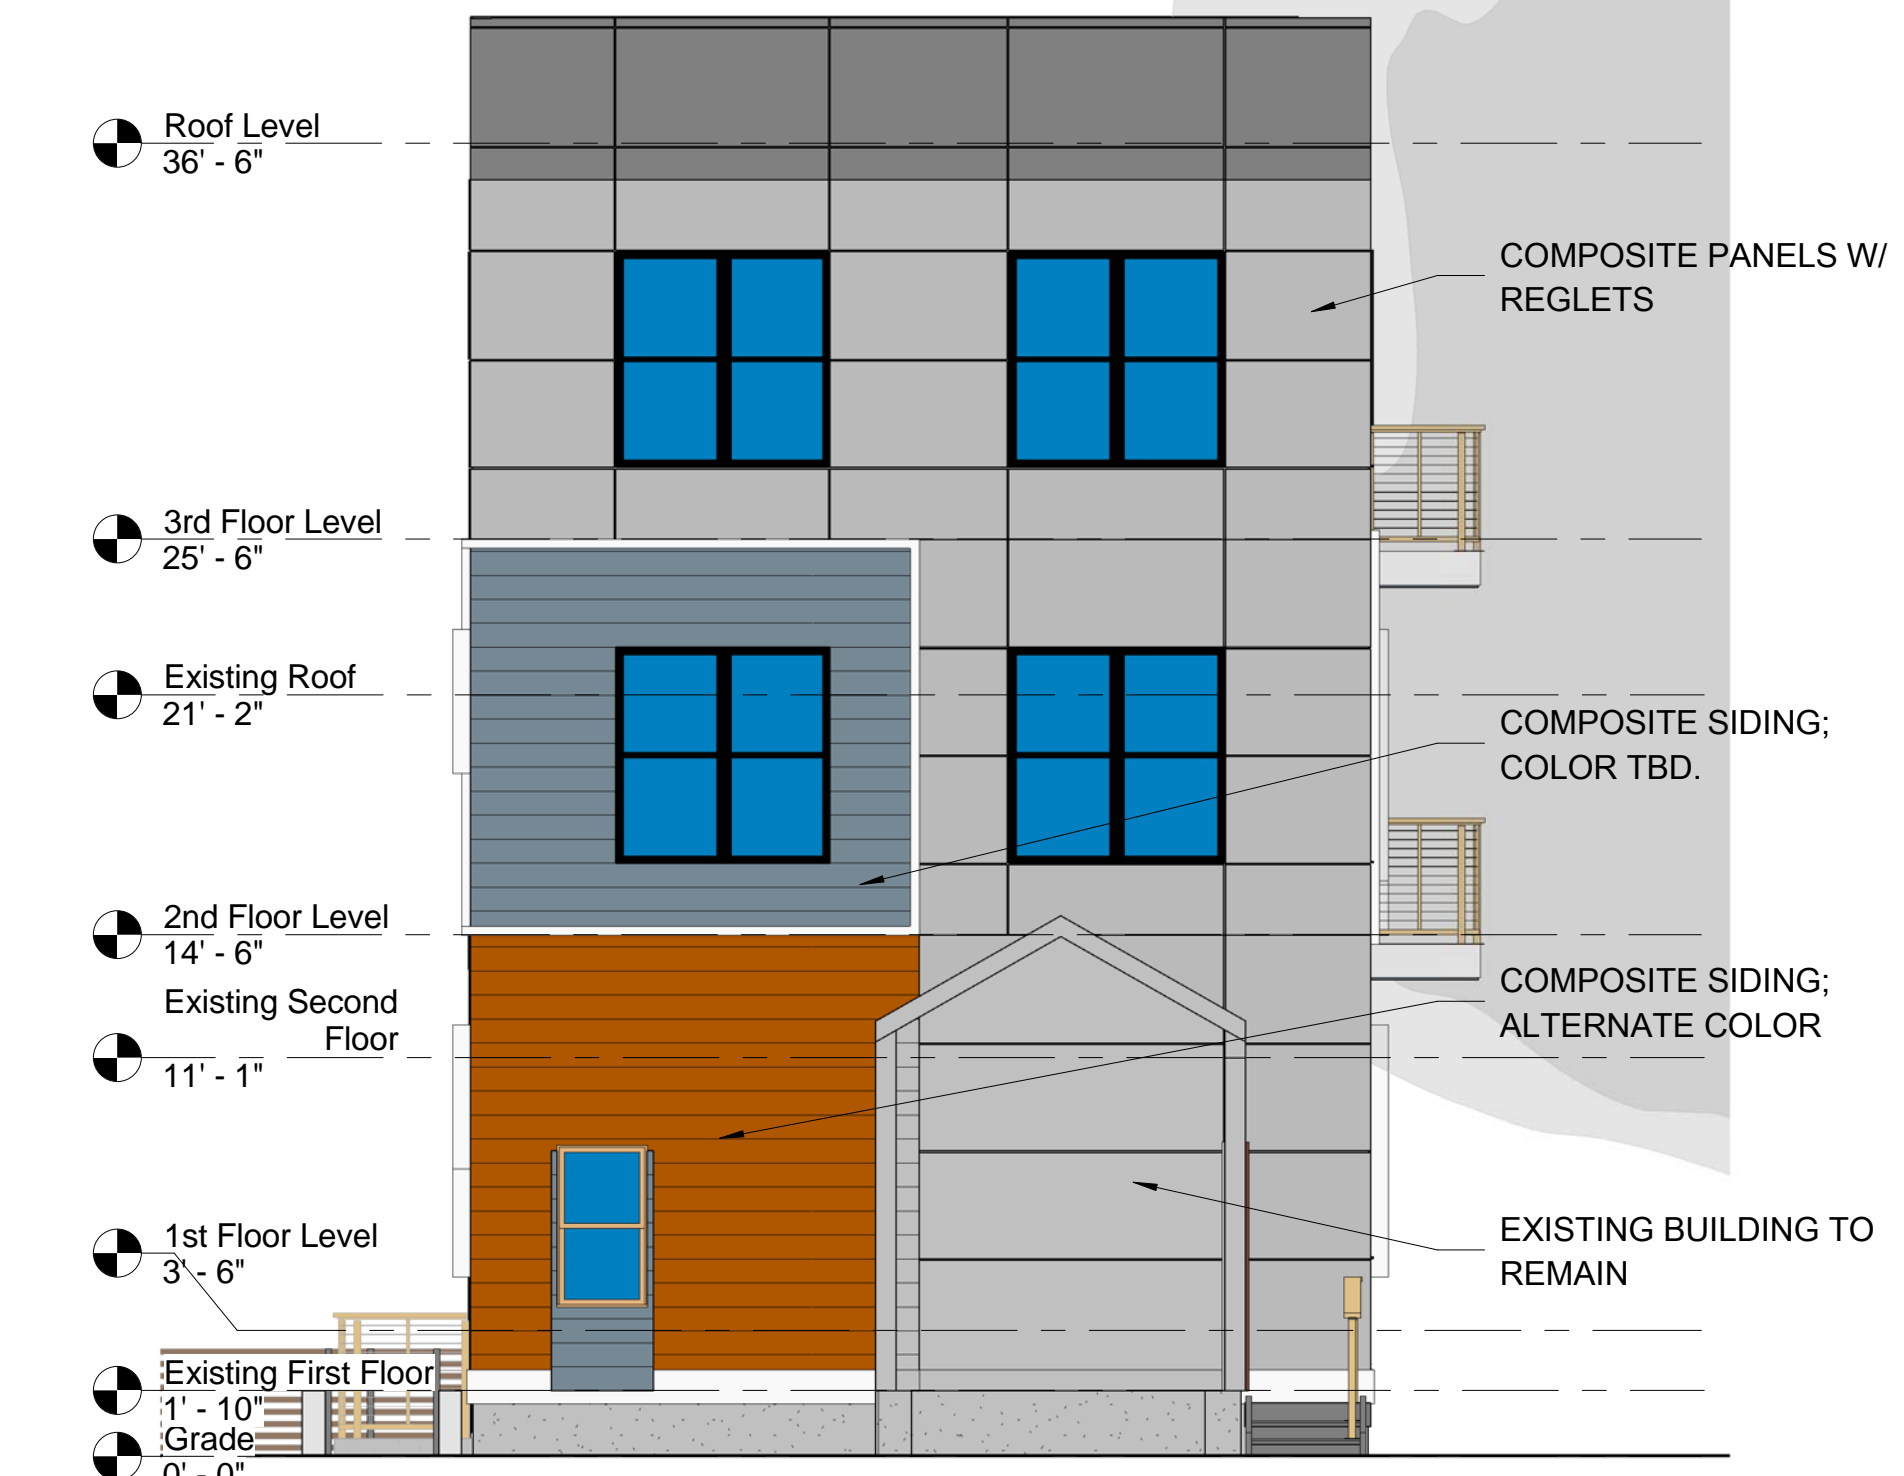 Roof Level
36' - 6"
COMPOSITE PANELS W/
REGLETS
3rd Floor Level
25' - 6"
Existing Roof
21' - 2"
COMPOSITE SIDING;
COLOR TBD.
2nd Floor Level
14' - 6"
COMPOSITE SIDING;
ALTERNATE COLOR
Existing Second
Floor
11' - 1"
1st Floor Level
3' - 6"
EXISTING BUILDING TO
REMAIN
Existing First Floor
1' - 10"
Grade
0' - 0"